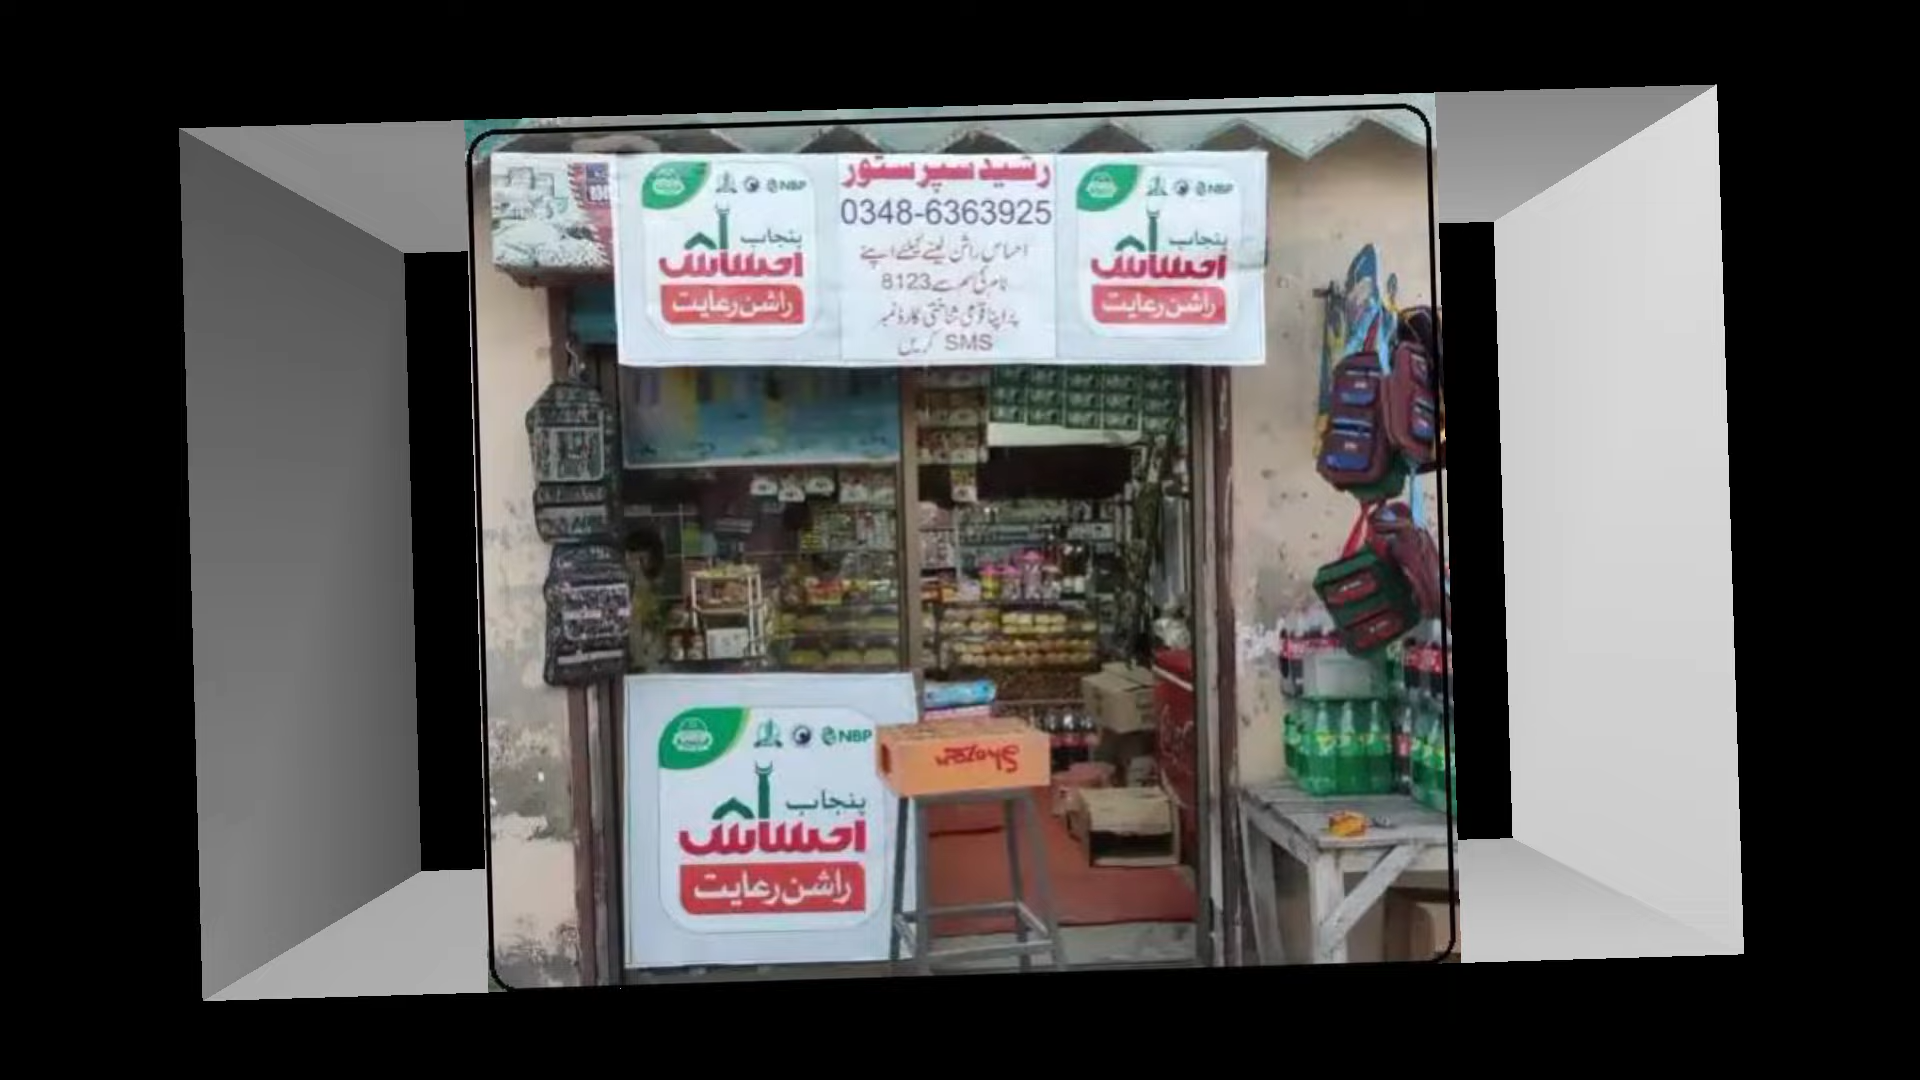 رشید سپر ستور
0348-6363925
احساس راشن لینے کیلئے اپنے
نام کی سم سے 8123
پر اپنا قومی شناختی کارڈ نمبر
SMS کریں
NBP
پنجاب
احساس
راشن رعایت
NBP
پنجاب
احساس
راشن رعایت
NBP
پنجاب
احساس
راشن رعایت